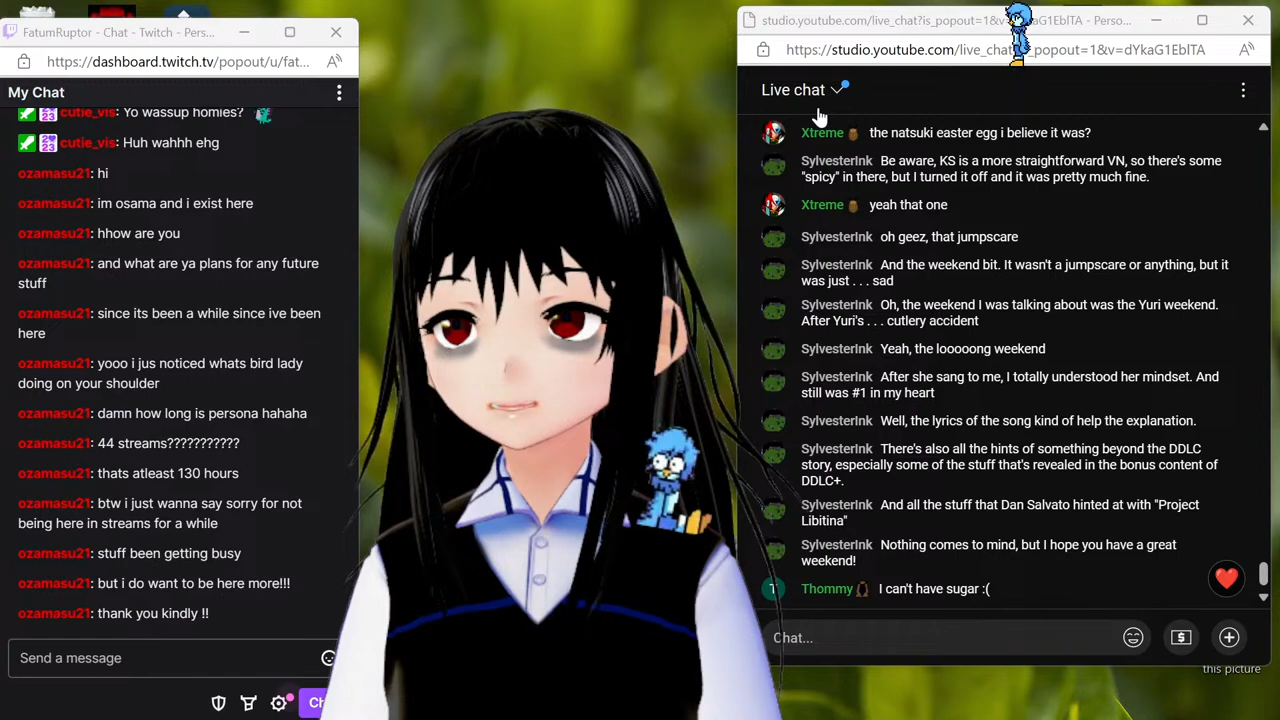 FatumRuptor - Chat - Twitch - Pers...
https://dashboard.twitch.tv/popout/u/fat...
My Chat
cutie_vis: Yo wassup homies?
cutie_vis: Huh wahhh ehg
ozamasu21: hi
ozamasu21: im osama and i exist here
ozamasu21: hhow are you
ozamasu21: and what are ya plans for any future
stuff
ozamasu21: since its been a while since ive been
here
ozamasu21: yooo i jus noticed whats bird lady
doing on your shoulder
ozamasu21: damn how long is persona hahaha
ozamasu21: 44 streams???????????
ozamasu21: thats atleast 130 hours
ozamasu21: btw i just wanna say sorry for not
being here in streams for a while
ozamasu21: stuff been getting busy
ozamasu21: but i do want to be here more!!!
ozamasu21: thank you kindly !!
Send a message
Ch
studio.youtube.com/live_chat?is_popout=1&v= aG1EblTA - Perso...
https://studio.youtube.com/live_chat _popout=1&v=dYkaG1EblTA
Live chat
Xtreme the natsuki easter egg i believe it was?
SylvesterInk Be aware, KS is a more straightforward VN, so there's some
"spicy" in there, but I turned it off and it was pretty much fine.
Xtreme yeah that one
SylvesterInk oh geez, that jumpscare
SylvesterInk And the weekend bit. It wasn't a jumpscare or anything, but it
was just . . . sad
SylvesterInk Oh, the weekend I was talking about was the Yuri weekend.
After Yuri's . . . cutlery accident
SylvesterInk Yeah, the looooong weekend
SylvesterInk After she sang to me, I totally understood her mindset. And
still was #1 in my heart
SylvesterInk Well, the lyrics of the song kind of help the explanation.
SylvesterInk There's also all the hints of something beyond the DDLC
story, especially some of the stuff that's revealed in the bonus content of
DDLC+.
SylvesterInk And all the stuff that Dan Salvato hinted at with "Project
Libitina"
SylvesterInk Nothing comes to mind, but I hope you have a great
weekend!
T Thommy I can't have sugar :(
Chat...
this picture